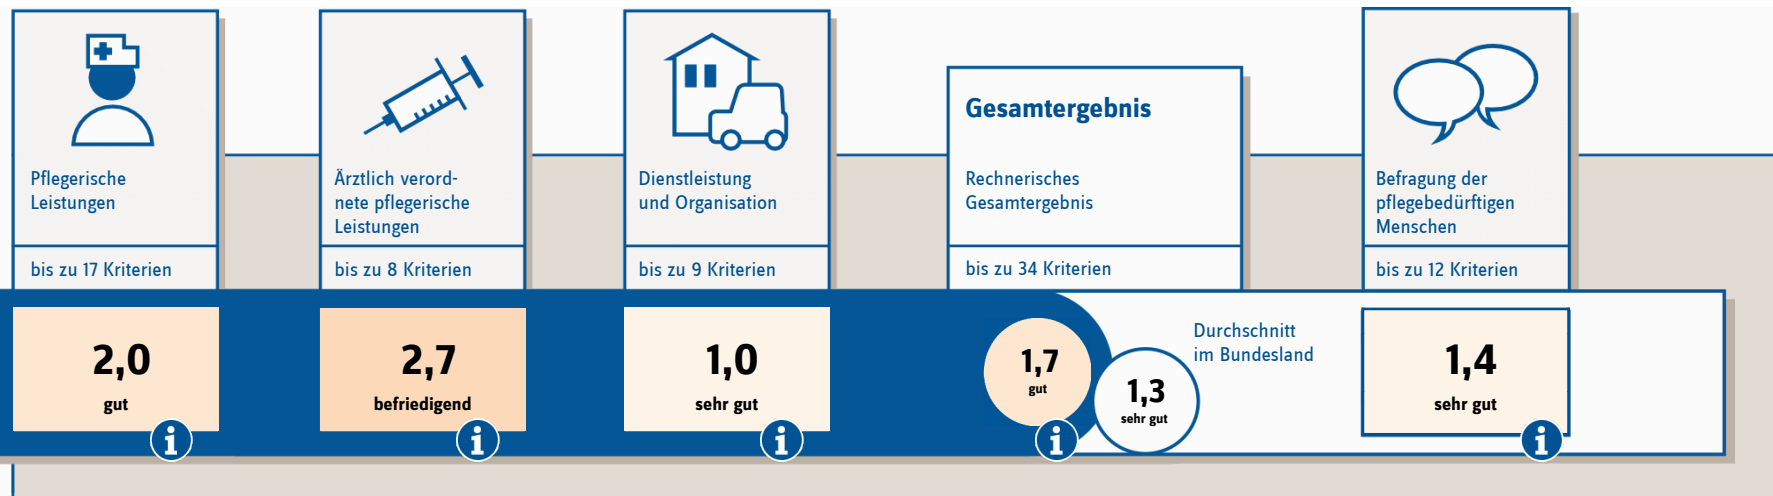 Pflegerische
Leistungen
bis zu 17 Kriterien
2,0
gut
i
Ärztlich verord-
nete pflegerische
Leistungen
bis zu 8 Kriterien
2,7
befriedigend
i
Dienstleistung
und Organisation
bis zu 9 Kriterien
1,0
sehr gut
i
Gesamtergebnis
Rechnerisches
Gesamtergebnis
bis zu 34 Kriterien
1,7
gut
i
Durchschnitt
im Bundesland
1,3
sehr gut
Befragung der
pflegebedürftigen
Menschen
bis zu 12 Kriterien
1,4
sehr gut
i